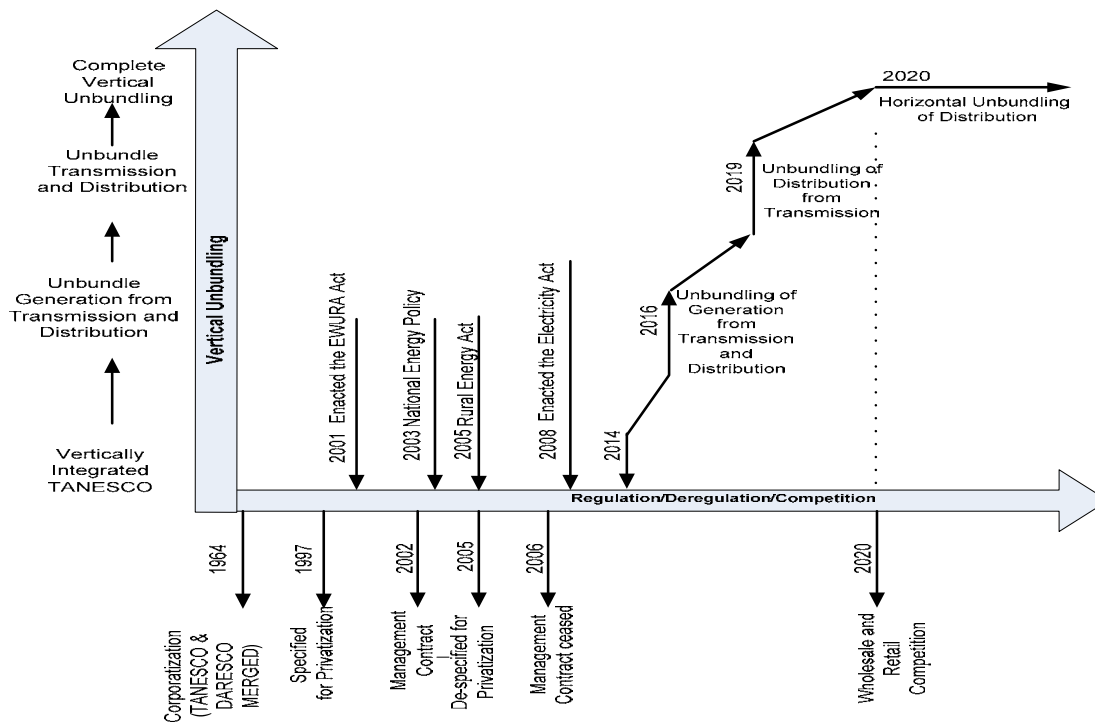 Complete
Vertical
Unbundling
Unbundle
Transmission
and Distribution
Unbundle
Generation from
Transmission and
Distribution
Vertically
Integrated
TANESCO
Vertical Unbundling
2001 Enacted the EWURA Act
2003 National Energy Policy
2005 Rural Energy Act
2008 Enacted the Electricity Act
2014
2016
Unbundling of
Generation from
Transmission
and
Distribution
2019
Unbundling of
Distribution
from
Transmission
2020
Horizontal Unbundling
of Distribution
Regulation/Deregulation/Competition
1964
Corporatization
(TANESCO &
DARESCO
MERGED)
1997
Specified
for Privatization
2002
Management
Contract
2005
De-specified for
Privatization
2006
Management
Contract ceased
2020
Wholesale and
Retail
Competition